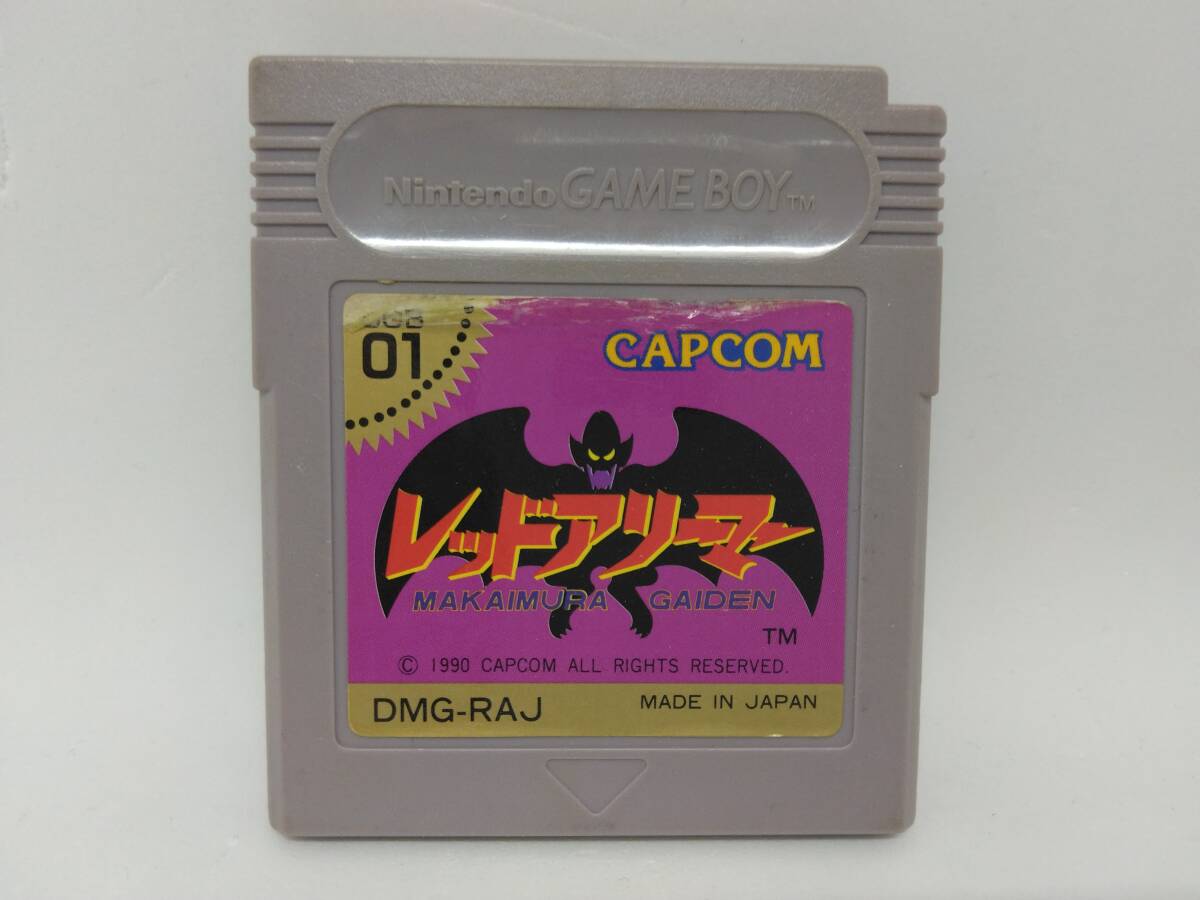 Nintendo GAME BOY™
01
CAPCOM
レッドアリーマー
MAKAIMURA GAIDEN
TM
© 1990 CAPCOM ALL RIGHTS RESERVED.
DMG-RAJ
MADE IN JAPAN